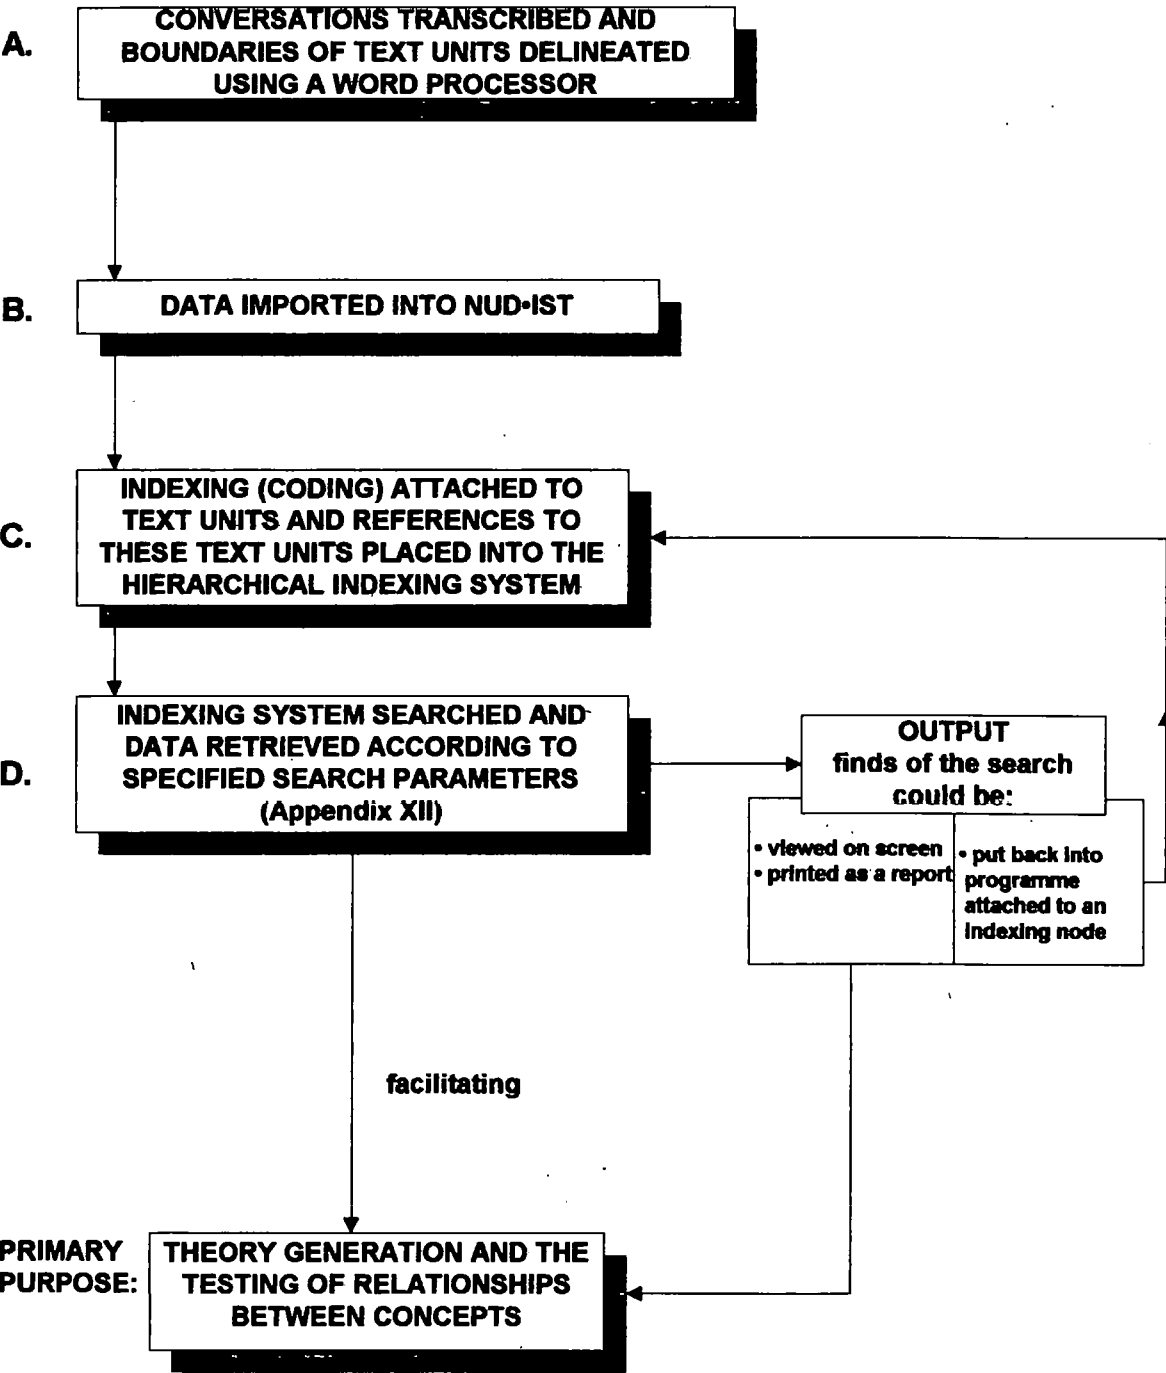 A.
CONVERSATIONS TRANSCRIBED AND
BOUNDARIES OF TEXT UNITS DELINEATED
USING A WORD PROCESSOR
B.
DATA IMPORTED INTO NUD•IST
C.
INDEXING (CODING) ATTACHED TO
TEXT UNITS AND REFERENCES TO
THESE TEXT UNITS PLACED INTO THE
HIERARCHICAL INDEXING SYSTEM
D.
INDEXING SYSTEM SEARCHED AND
DATA RETRIEVED ACCORDING TO
SPECIFIED SEARCH PARAMETERS
(Appendix XII)
OUTPUT
finds of the search
could be:
• viewed on screen
• printed as a report
• put back into
programme
attached to an
indexing node
facilitating
PRIMARY
PURPOSE:
THEORY GENERATION AND THE
TESTING OF RELATIONSHIPS
BETWEEN CONCEPTS